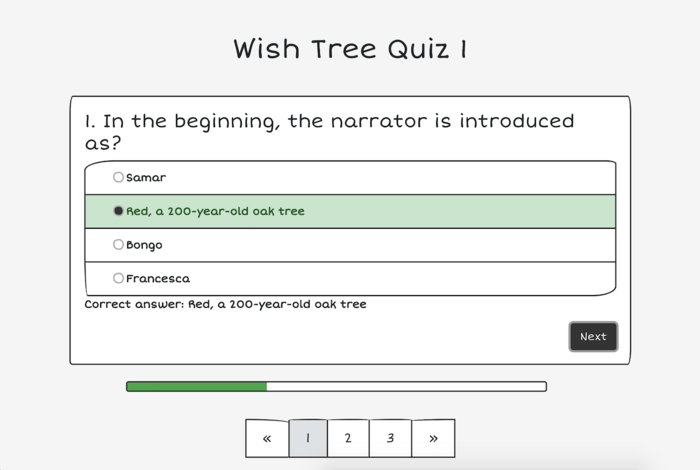 Wish Tree Quiz 1
1. In the beginning, the narrator is introduced
as?
Samar
Red, a 200-year-old oak tree
Bongo
Francesca
Correct answer: Red, a 200-year-old oak tree
Next
« 1 2 3 »